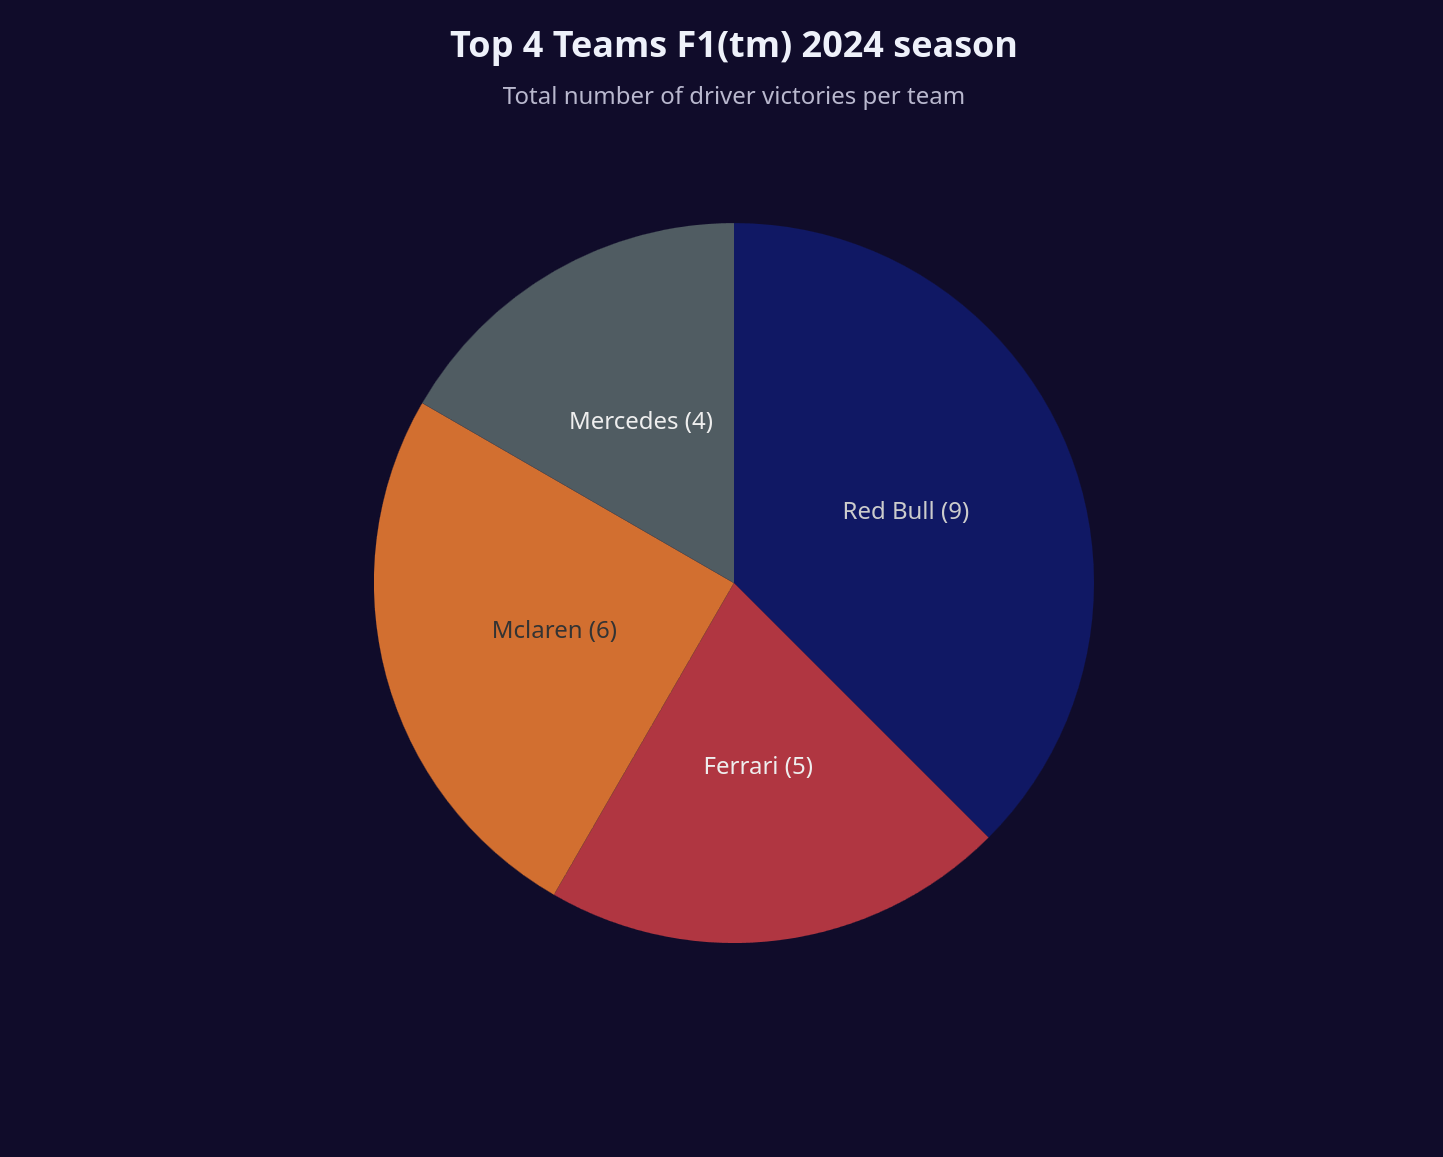 Top 4 Teams F1(tm) 2024 season
Total number of driver victories per team
Mercedes (4)
Red Bull (9)
Mclaren (6)
Ferrari (5)